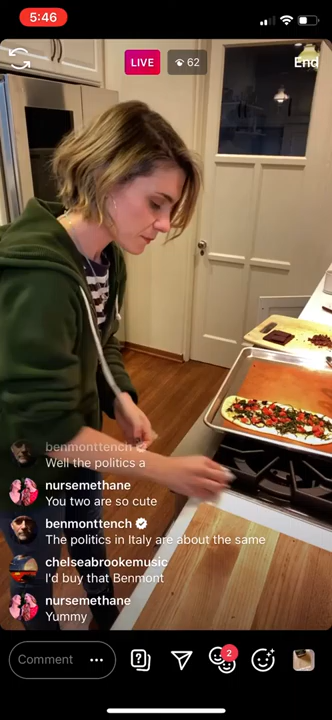 5:46
LIVE
62
End
benmonttench
Well the politics a
nursemethane
You two are so cute
benmonttench
The politics in Italy are about the same
chelseabrookemusic
I'd buy that Benmont
nursemethane
Yummy
Comment
2